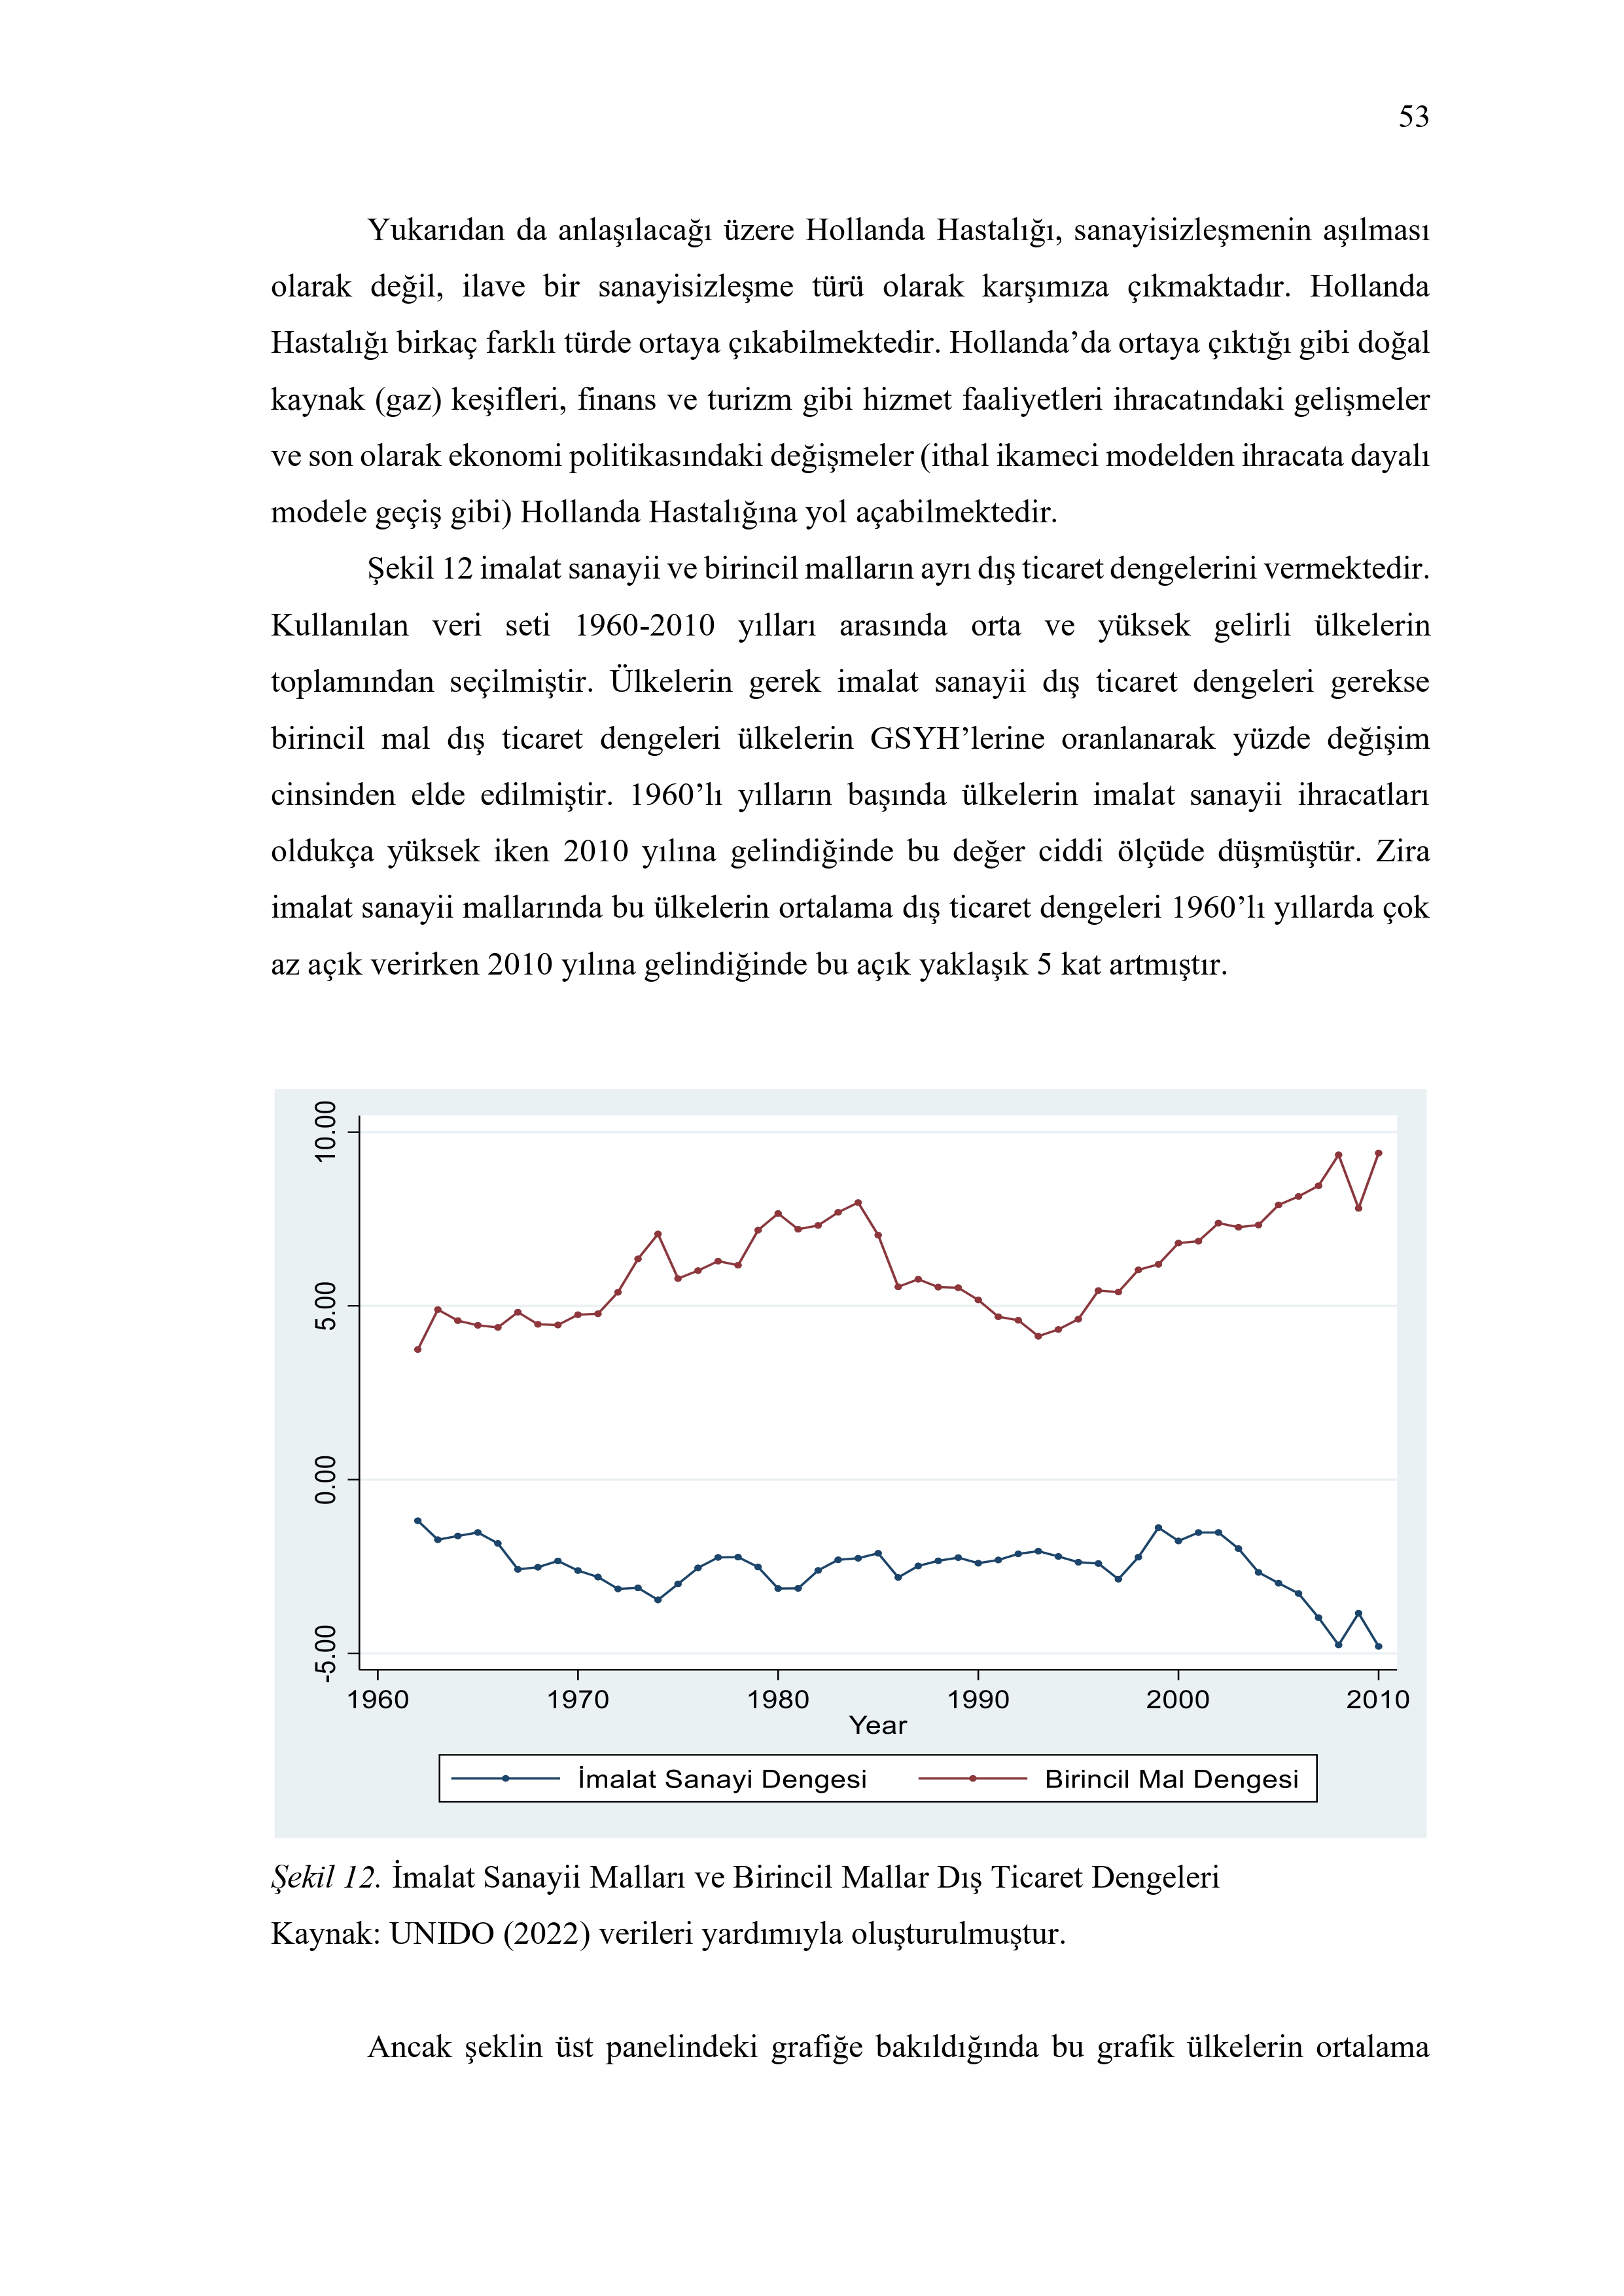 53
Yukarıdan da anlaşılacağı üzere Hollanda Hastalığı, sanayisizleşmenin aşılması
olarak değil, ilave bir sanayisizleşme türü olarak karşımıza çıkmaktadır. Hollanda
Hastalığı birkaç farklı türde ortaya çıkabilmektedir. Hollanda’da ortaya çıktığı gibi doğal
kaynak (gaz) keşifleri, finans ve turizm gibi hizmet faaliyetleri ihracatındaki gelişmeler
ve son olarak ekonomi politikasındaki değişmeler (ithal ikameci modelden ihracata dayalı
modele geçiş gibi) Hollanda Hastalığına yol açabilmektedir.
Şekil 12 imalat sanayii ve birincil malların ayrı dış ticaret dengelerini vermektedir.
Kullanılan veri seti 1960-2010 yılları arasında orta ve yüksek gelirli ülkelerin
toplamından seçilmiştir. Ülkelerin gerek imalat sanayii dış ticaret dengeleri gerekse
birincil mal dış ticaret dengeleri ülkelerin GSYH’lerine oranlanarak yüzde değişim
cinsinden elde edilmiştir. 1960’lı yılların başında ülkelerin imalat sanayii ihracatları
oldukça yüksek iken 2010 yılına gelindiğinde bu değer ciddi ölçüde düşmüştür. Zira
imalat sanayii mallarında bu ülkelerin ortalama dış ticaret dengeleri 1960’lı yıllarda çok
az açık verirken 2010 yılına gelindiğinde bu açık yaklaşık 5 kat artmıştır.
10.00
5.00
0.00
-5.00
1960 1970 1980 1990 2000 2010
Year
İmalat Sanayi Dengesi Birincil Mal Dengesi
Şekil 12. İmalat Sanayii Malları ve Birincil Mallar Dış Ticaret Dengeleri
Kaynak: UNIDO (2022) verileri yardımıyla oluşturulmuştur.
Ancak şeklin üst panelindeki grafiğe bakıldığında bu grafik ülkelerin ortalama